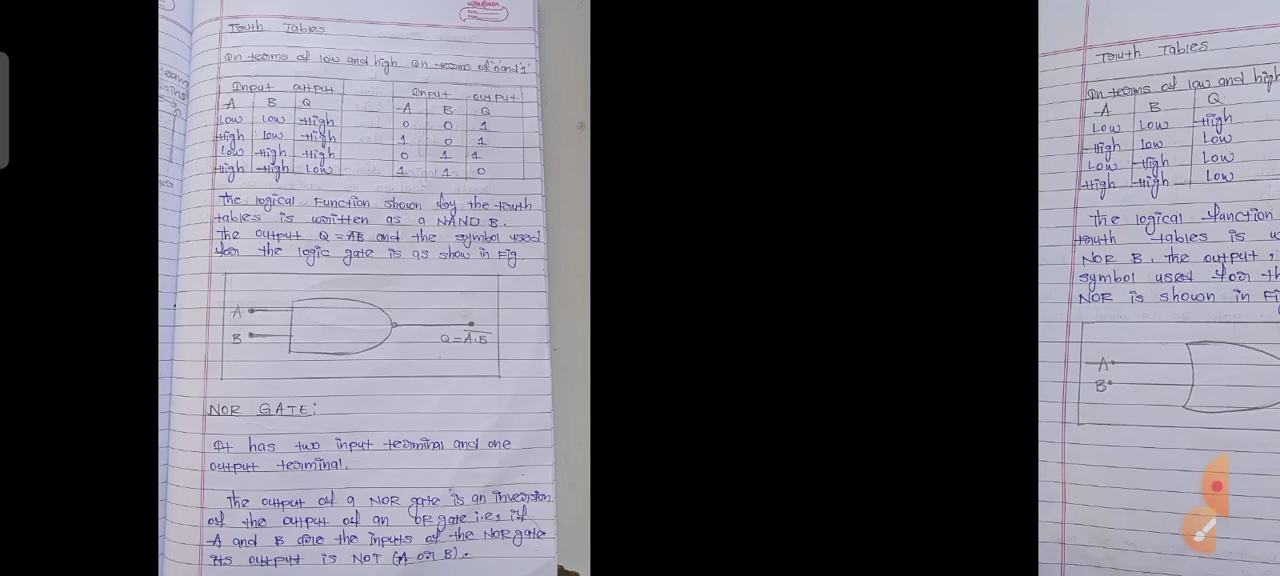 Truth Tables
In terms of low and high In terms of '0' and '1'
Input output Input output
A B Q A B Q
Low Low High 0 0 1
High Low High 1 0 1
Low High High 0 1 1
High High Low 1 1 0
The logical Function shown by the truth
tables is written as a NAND B.
The output Q = AB and the symbol used
for the logic gate is as show in Fig.
A
B
Q = \overline{A.B}
NOR GATE:
It has two input terminal and one
output terminal.
The output of a NOR gate is an inversion
of the output of an OR gate i.e, if
A and B are the inputs of the NOR gate
its output is NOT (A or B).
Truth Tables
In terms of low and high
A B Q
Low Low High
High Low Low
Low High Low
High High Low
The logical function
truth tables is
NOR B. the output,
symbol used for
NOR is shown in
A
B